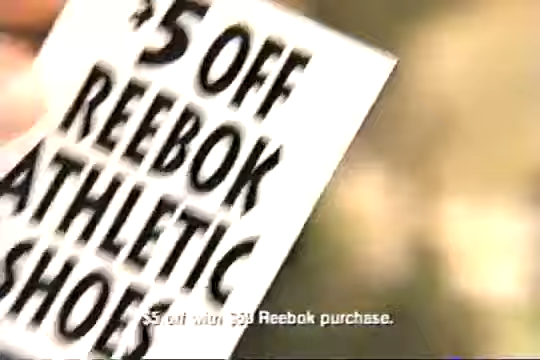 $5 OFF
REEBOK
ATHLETIC
SHOES
$5 off with Reebok purchase.